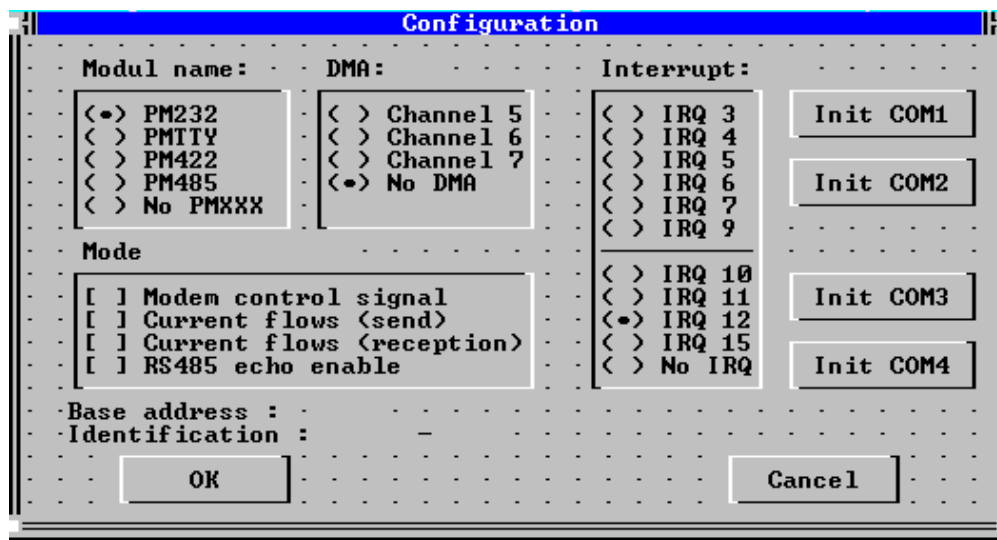 Configuration
Modul name:
(•) PM232
( ) PMTTY
( ) PM422
( ) PM485
( ) No PMXXX
DMA:
( ) Channel 5
( ) Channel 6
( ) Channel 7
(•) No DMA
Interrupt:
( ) IRQ 3
( ) IRQ 4
( ) IRQ 5
( ) IRQ 6
( ) IRQ 7
( ) IRQ 9
( ) IRQ 10
( ) IRQ 11
(•) IRQ 12
( ) IRQ 15
( ) No IRQ
Init COM1
Init COM2
Init COM3
Init COM4
Mode
[ ] Modem control signal
[ ] Current flows (send)
[ ] Current flows (reception)
[ ] RS485 echo enable
Base address :
Identification : –
OK
Cancel